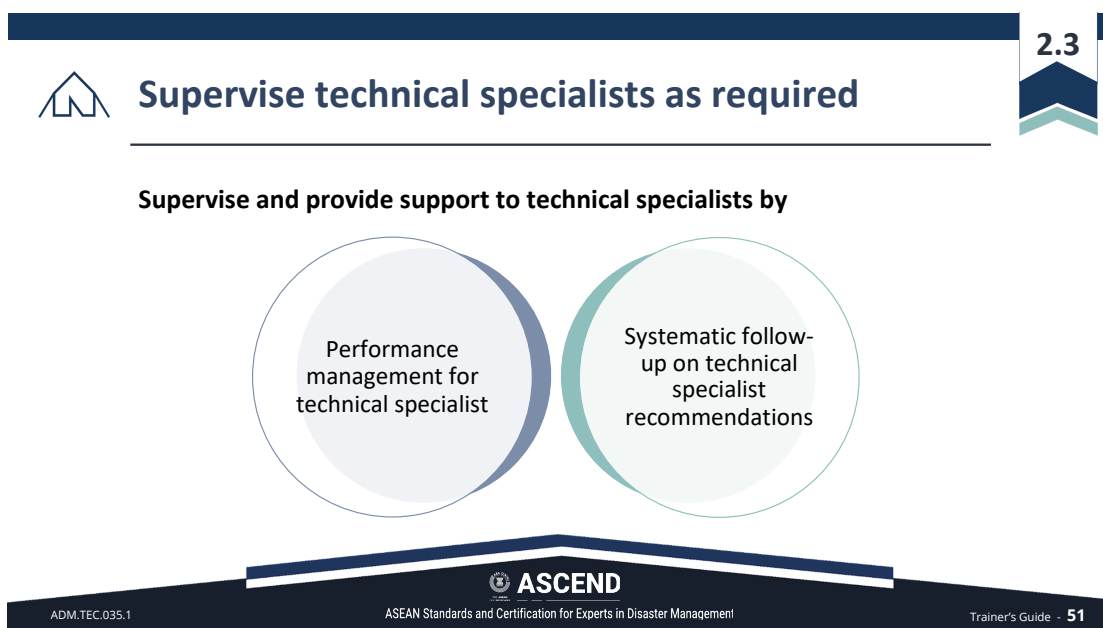 2.3
Supervise technical specialists as required
Supervise and provide support to technical specialists by
Performance
management for
technical specialist
Systematic follow-
up on technical
specialist
recommendations
ASCEND
ADM.TEC.035.1
ASEAN Standards and Certification for Experts in Disaster Management
Trainer's Guide - 51